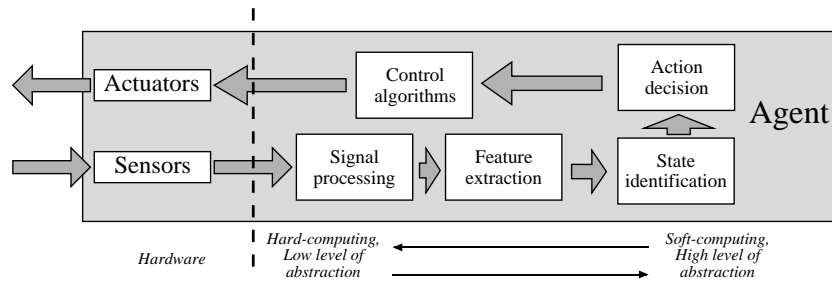 Actuators
Control
algorithms
Action
decision
Agent
Sensors
Signal
processing
Feature
extraction
State
identification
Hardware
Hard-computing,
Low level of
abstraction
Soft-computing,
High level of
abstraction